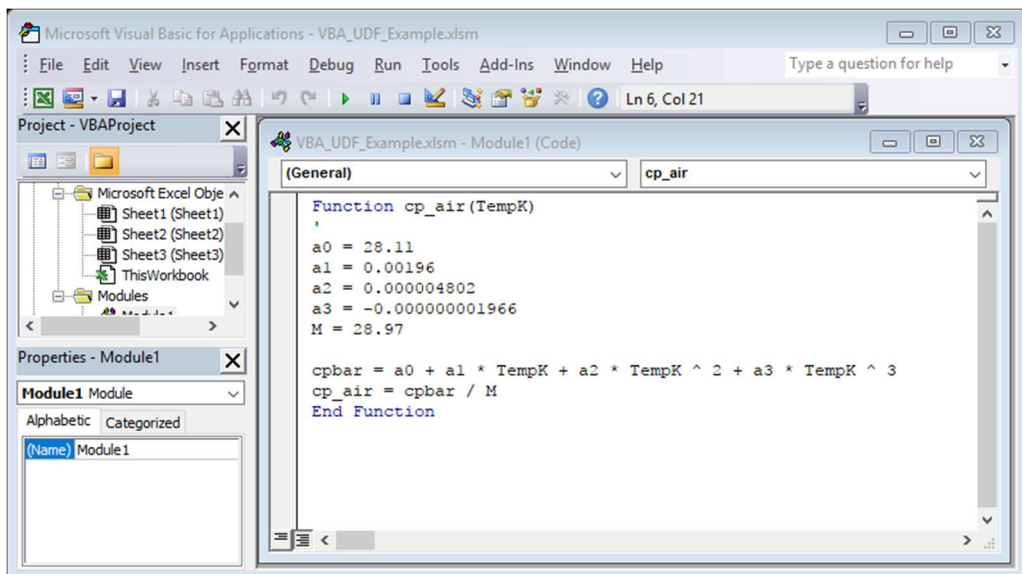 Microsoft Visual Basic for Applications - VBA_UDF_Example.xlsm
File Edit View Insert Format Debug Run Tools Add-Ins Window Help
Type a question for help
Ln 6, Col 21
Project - VBAProject
Microsoft Excel Obje
Sheet1 (Sheet1)
Sheet2 (Sheet2)
Sheet3 (Sheet3)
ThisWorkbook
Modules
Module1
Properties - Module1
Module1 Module
Alphabetic Categorized
(Name) Module1
VBA_UDF_Example.xlsm - Module1 (Code)
(General)
cp_air
Function cp_air(TempK)
'
a0 = 28.11
a1 = 0.00196
a2 = 0.000004802
a3 = -0.000000001966
M = 28.97
cpbar = a0 + a1 * TempK + a2 * TempK ^ 2 + a3 * TempK ^ 3
cp_air = cpbar / M
End Function